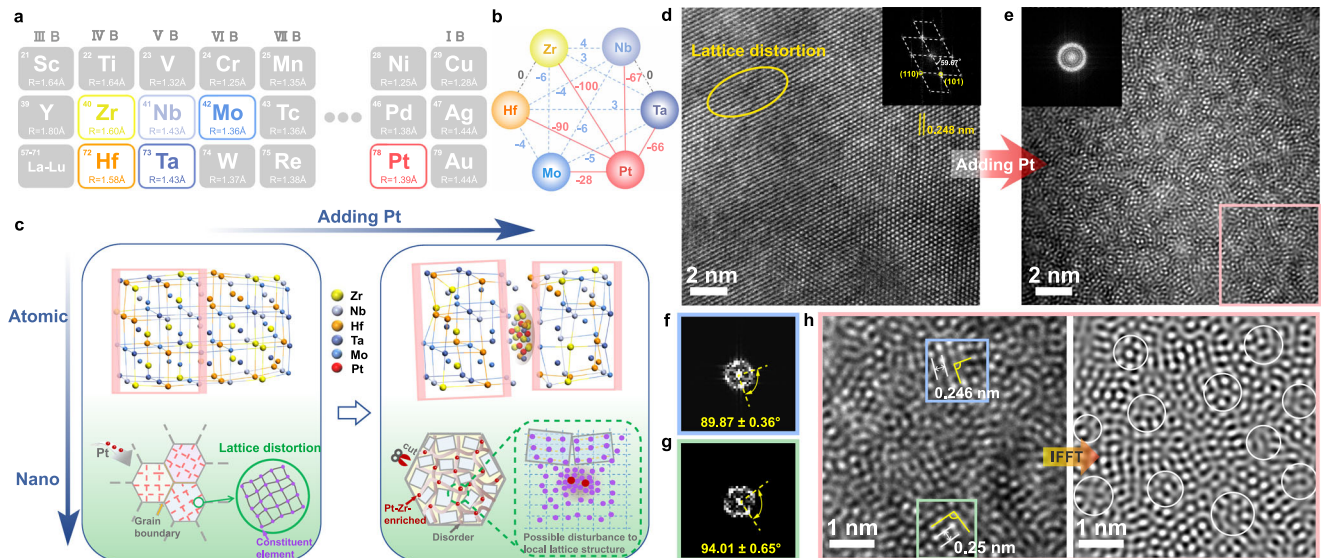 a
III B
IV B
V B
VI B
VII B
I B
21
Sc
R=1.64Å
22
Ti
R=1.64Å
23
V
R=1.32Å
24
Cr
R=1.25Å
25
Mn
R=1.35Å
28
Ni
R=1.25Å
29
Cu
R=1.28Å
39
Y
R=1.80Å
40
Zr
R=1.60Å
41
Nb
R=1.43Å
42
Mo
R=1.36Å
43
Tc
R=1.36Å
46
Pd
R=1.38Å
47
Ag
R=1.44Å
57-71
La-Lu
72
Hf
R=1.58Å
73
Ta
R=1.43Å
74
W
R=1.37Å
75
Re
R=1.38Å
78
Pt
R=1.39Å
79
Au
R=1.44Å
b
Zr
Nb
Hf
Ta
Mo
Pt
4
3
0
0
-6
-4
-67
-100
-4
3
-90
-6
-4
-5
-66
-28
c
Adding Pt
Atomic
Nano
Zr
Nb
Hf
Ta
Mo
Pt
Pt
Lattice distortion
Grain
boundary
Constituent
element
cut
Pt-Zr-
enriched
Disorder
Possible disturbance to
local lattice structure
d
Lattice distortion
59.67°
(110)
(101)
0.248 nm
2 nm
Adding Pt
e
2 nm
f
89.87 ± 0.36°
g
94.01 ± 0.65°
h
0.246 nm
0.25 nm
1 nm
IFFT
1 nm